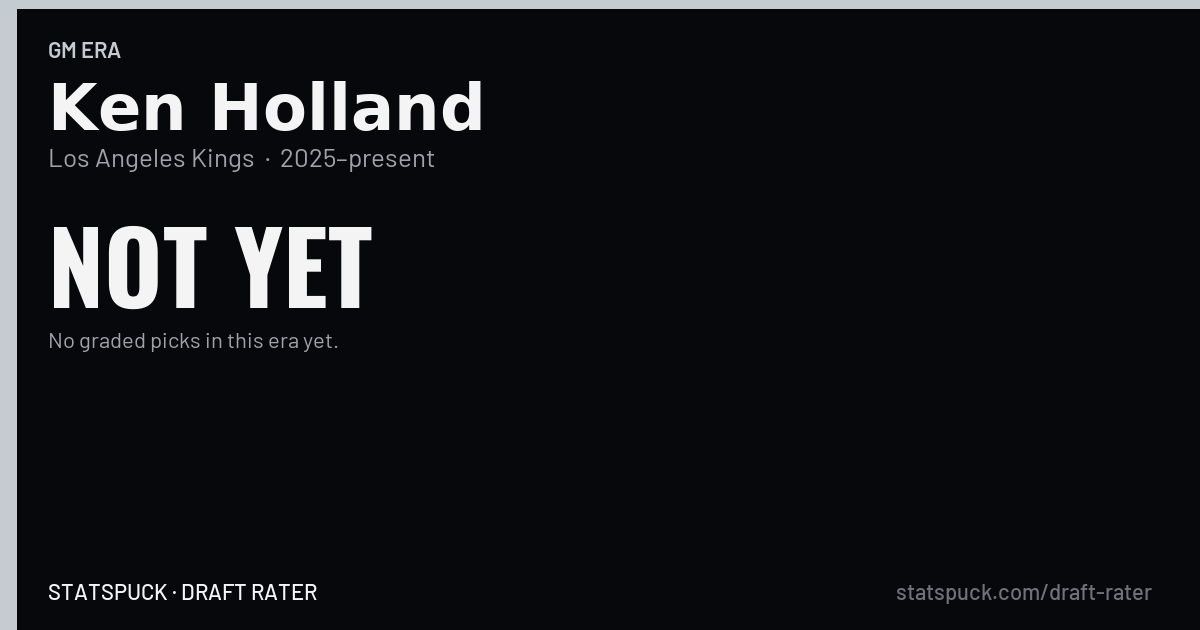 GM ERA
Ken Holland
Los Angeles Kings · 2025–present
NOT YET
No graded picks in this era yet.
STATSPUCK · DRAFT RATER
statspuck.com/draft-rater